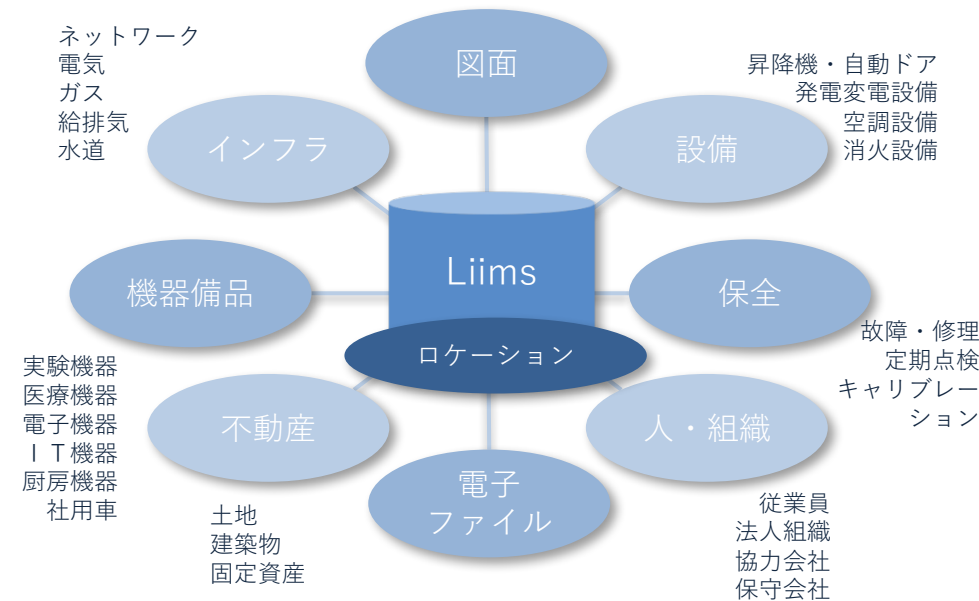 ネットワーク
電気
ガス
給排気
水道
図面
昇降機・自動ドア
発電変電設備
空調設備
消火設備
インフラ
設備
Liims
機器備品
保全
ロケーション
実験機器
医療機器
電子機器
ＩＴ機器
厨房機器
社用車
故障・修理
定期点検
キャリブレー
ション
不動産
人・組織
電子
ファイル
土地
建築物
固定資産
従業員
法人組織
協力会社
保守会社